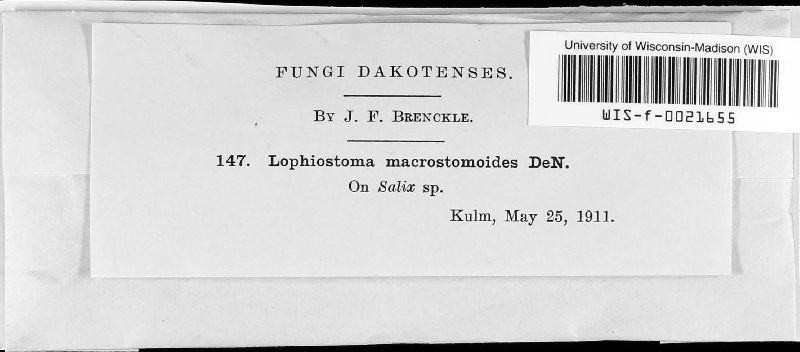 FUNGI DAKOTENSES.
BY J. F. BRENCKLE.
147. Lophiostoma macrostomoides DeN.
On Salix sp.
Kulm, May 25, 1911.
University of Wisconsin-Madison (WIS)
WIS-f-0021655